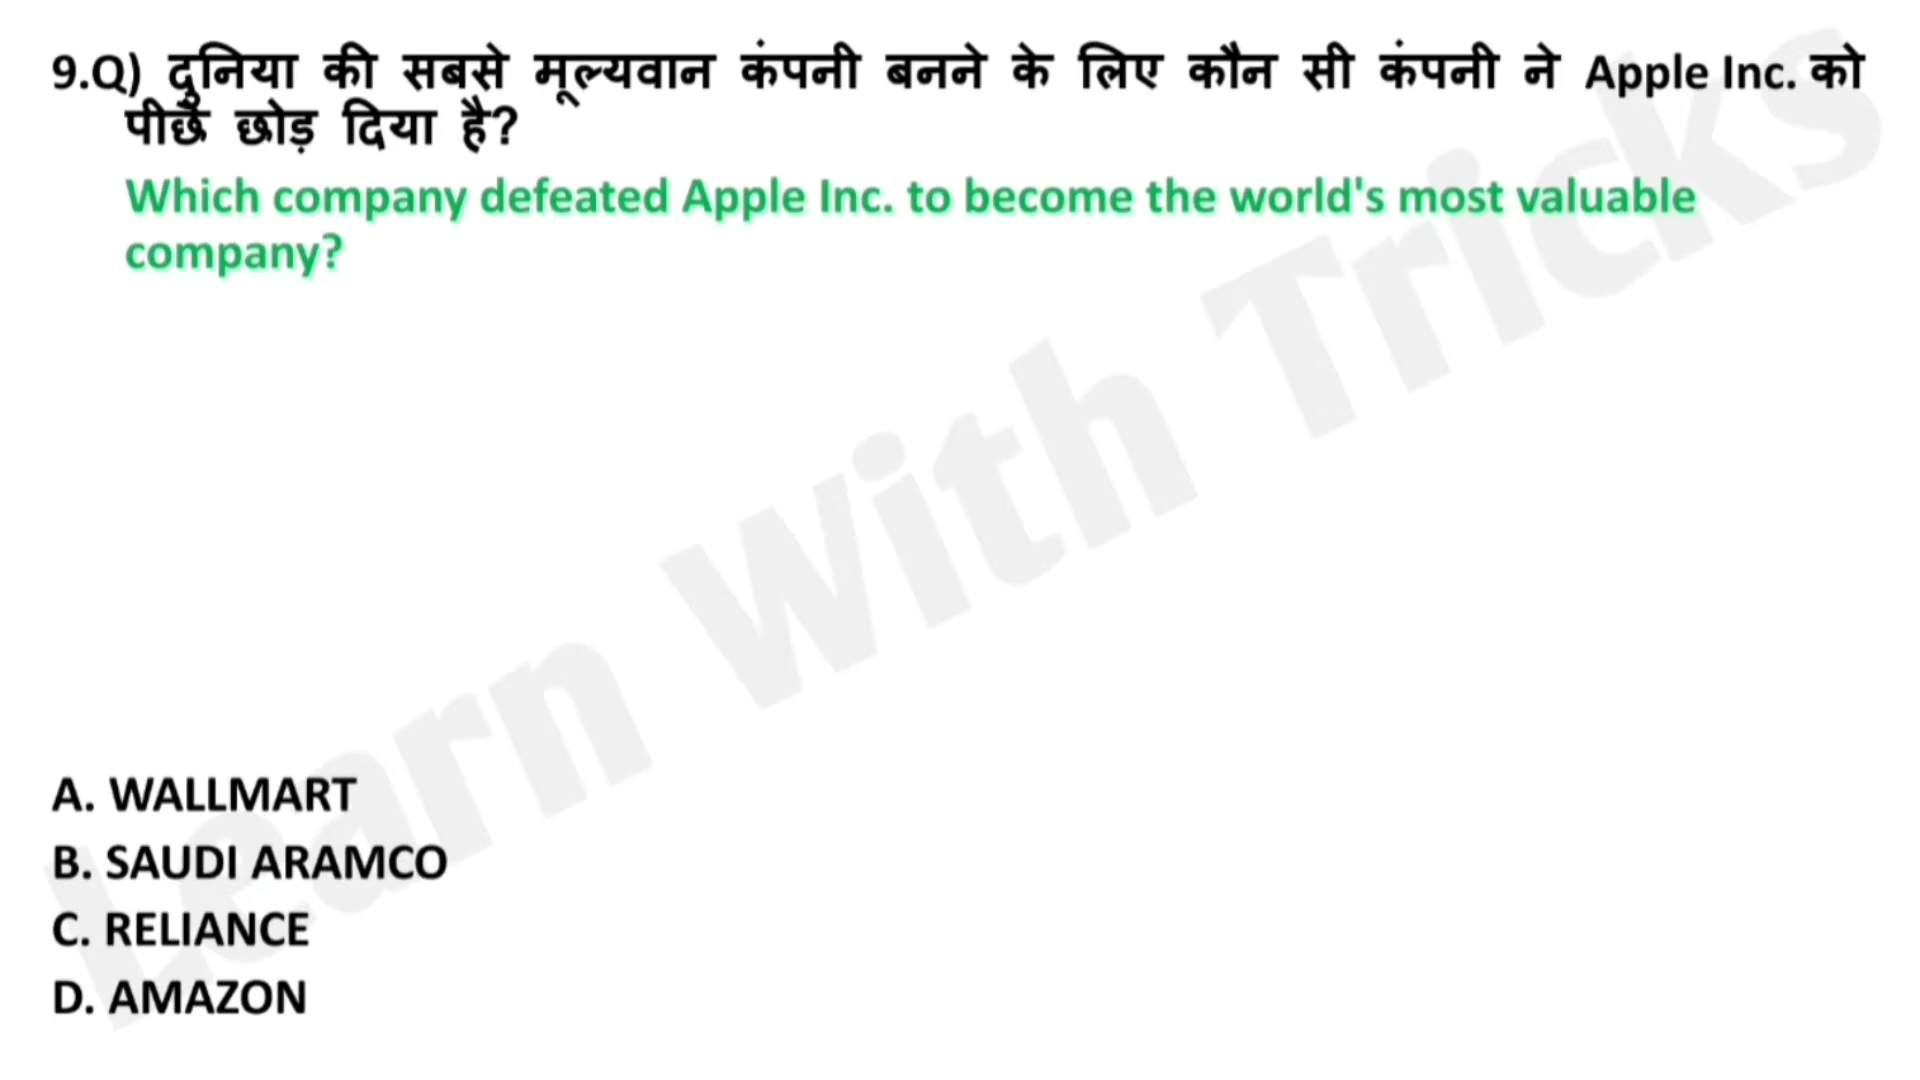 9.Q) दुनिया की सबसे मूल्यवान कंपनी बनने के लिए कौन सी कंपनी ने Apple Inc. को
पीछे छोड़ दिया है?
Which company defeated Apple Inc. to become the world's most valuable
company?
Learn With Tricks
A. WALLMART
B. SAUDI ARAMCO
C. RELIANCE
D. AMAZON